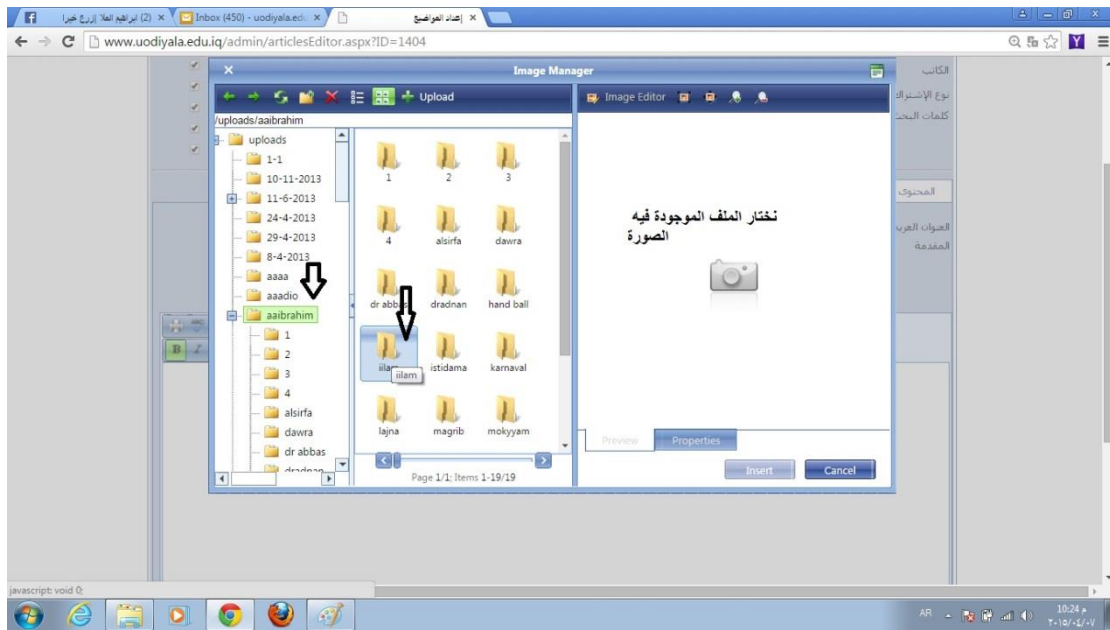 (2) ابراهيم العلا إزرع خيرا
Inbox (450) - uodiyala.edu
إعداد المواضيع
www.uodiyala.edu.iq/admin/articlesEditor.aspx?ID=1404
Image Manager
الكاتب
Upload
Image Editor
نوع الإشتراك
/uploads/aaibrahim
كلمات البحث
uploads
1-1
10-11-2013
11-6-2013
24-4-2013
29-4-2013
8-4-2013
aaaa
aaadio
aaibrahim
1
2
3
4
alsirfa
dawra
dr abbas
dradnan
1 2 3
4 alsirfa dawra
dr abbas dradnan hand ball
iilam istidama karnaval
iilam
lajna magrib mokyyam
Page 1/1; Items 1-19/19
نختار الملف الموجودة فيه
الصورة
المحتوى
العنوان العربي
المقدمة
Preview Properties
Insert Cancel
B I
javascript: void 0;
AR
10:24 م
٢٠١٥/٠٤/٠٧